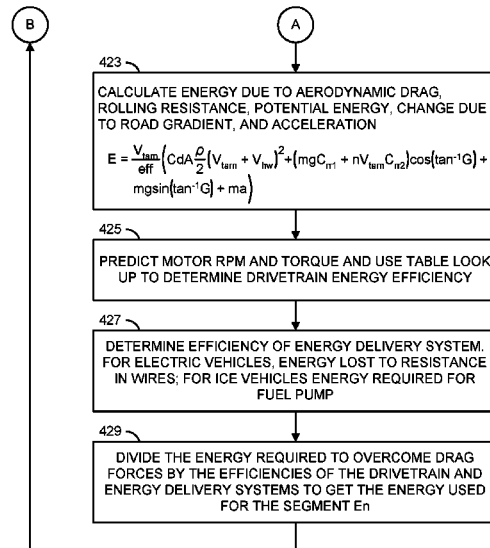 B
A
423
CALCULATE ENERGY DUE TO AERODYNAMIC DRAG,
ROLLING RESISTANCE, POTENTIAL ENERGY, CHANGE DUE
TO ROAD GRADIENT, AND ACCELERATION
E = V_tarn/eff (CdA ρ/2 (V_tarn + V_hw)² + (mgC_rr1 + nV_tarn C_rr2)cos(tan⁻¹G) +
mgsin(tan⁻¹G) + ma)
425
PREDICT MOTOR RPM AND TORQUE AND USE TABLE LOOK
UP TO DETERMINE DRIVETRAIN ENERGY EFFICIENCY
427
DETERMINE EFFICIENCY OF ENERGY DELIVERY SYSTEM.
FOR ELECTRIC VEHICLES, ENERGY LOST TO RESISTANCE
IN WIRES; FOR ICE VEHICLES ENERGY REQUIRED FOR
FUEL PUMP
429
DIVIDE THE ENERGY REQUIRED TO OVERCOME DRAG
FORCES BY THE EFFICIENCIES OF THE DRIVETRAIN AND
ENERGY DELIVERY SYSTEMS TO GET THE ENERGY USED
FOR THE SEGMENT En